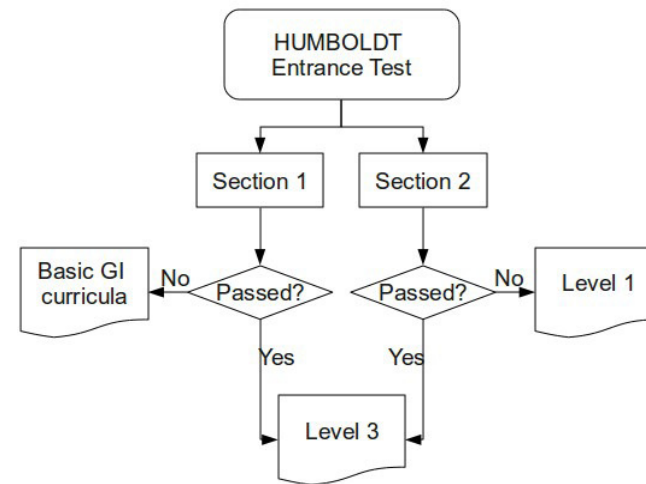 HUMBOLDT
Entrance Test
Section 1
Section 2
Basic GI
curricula
No
Passed?
Passed?
No
Level 1
Yes
Yes
Level 3